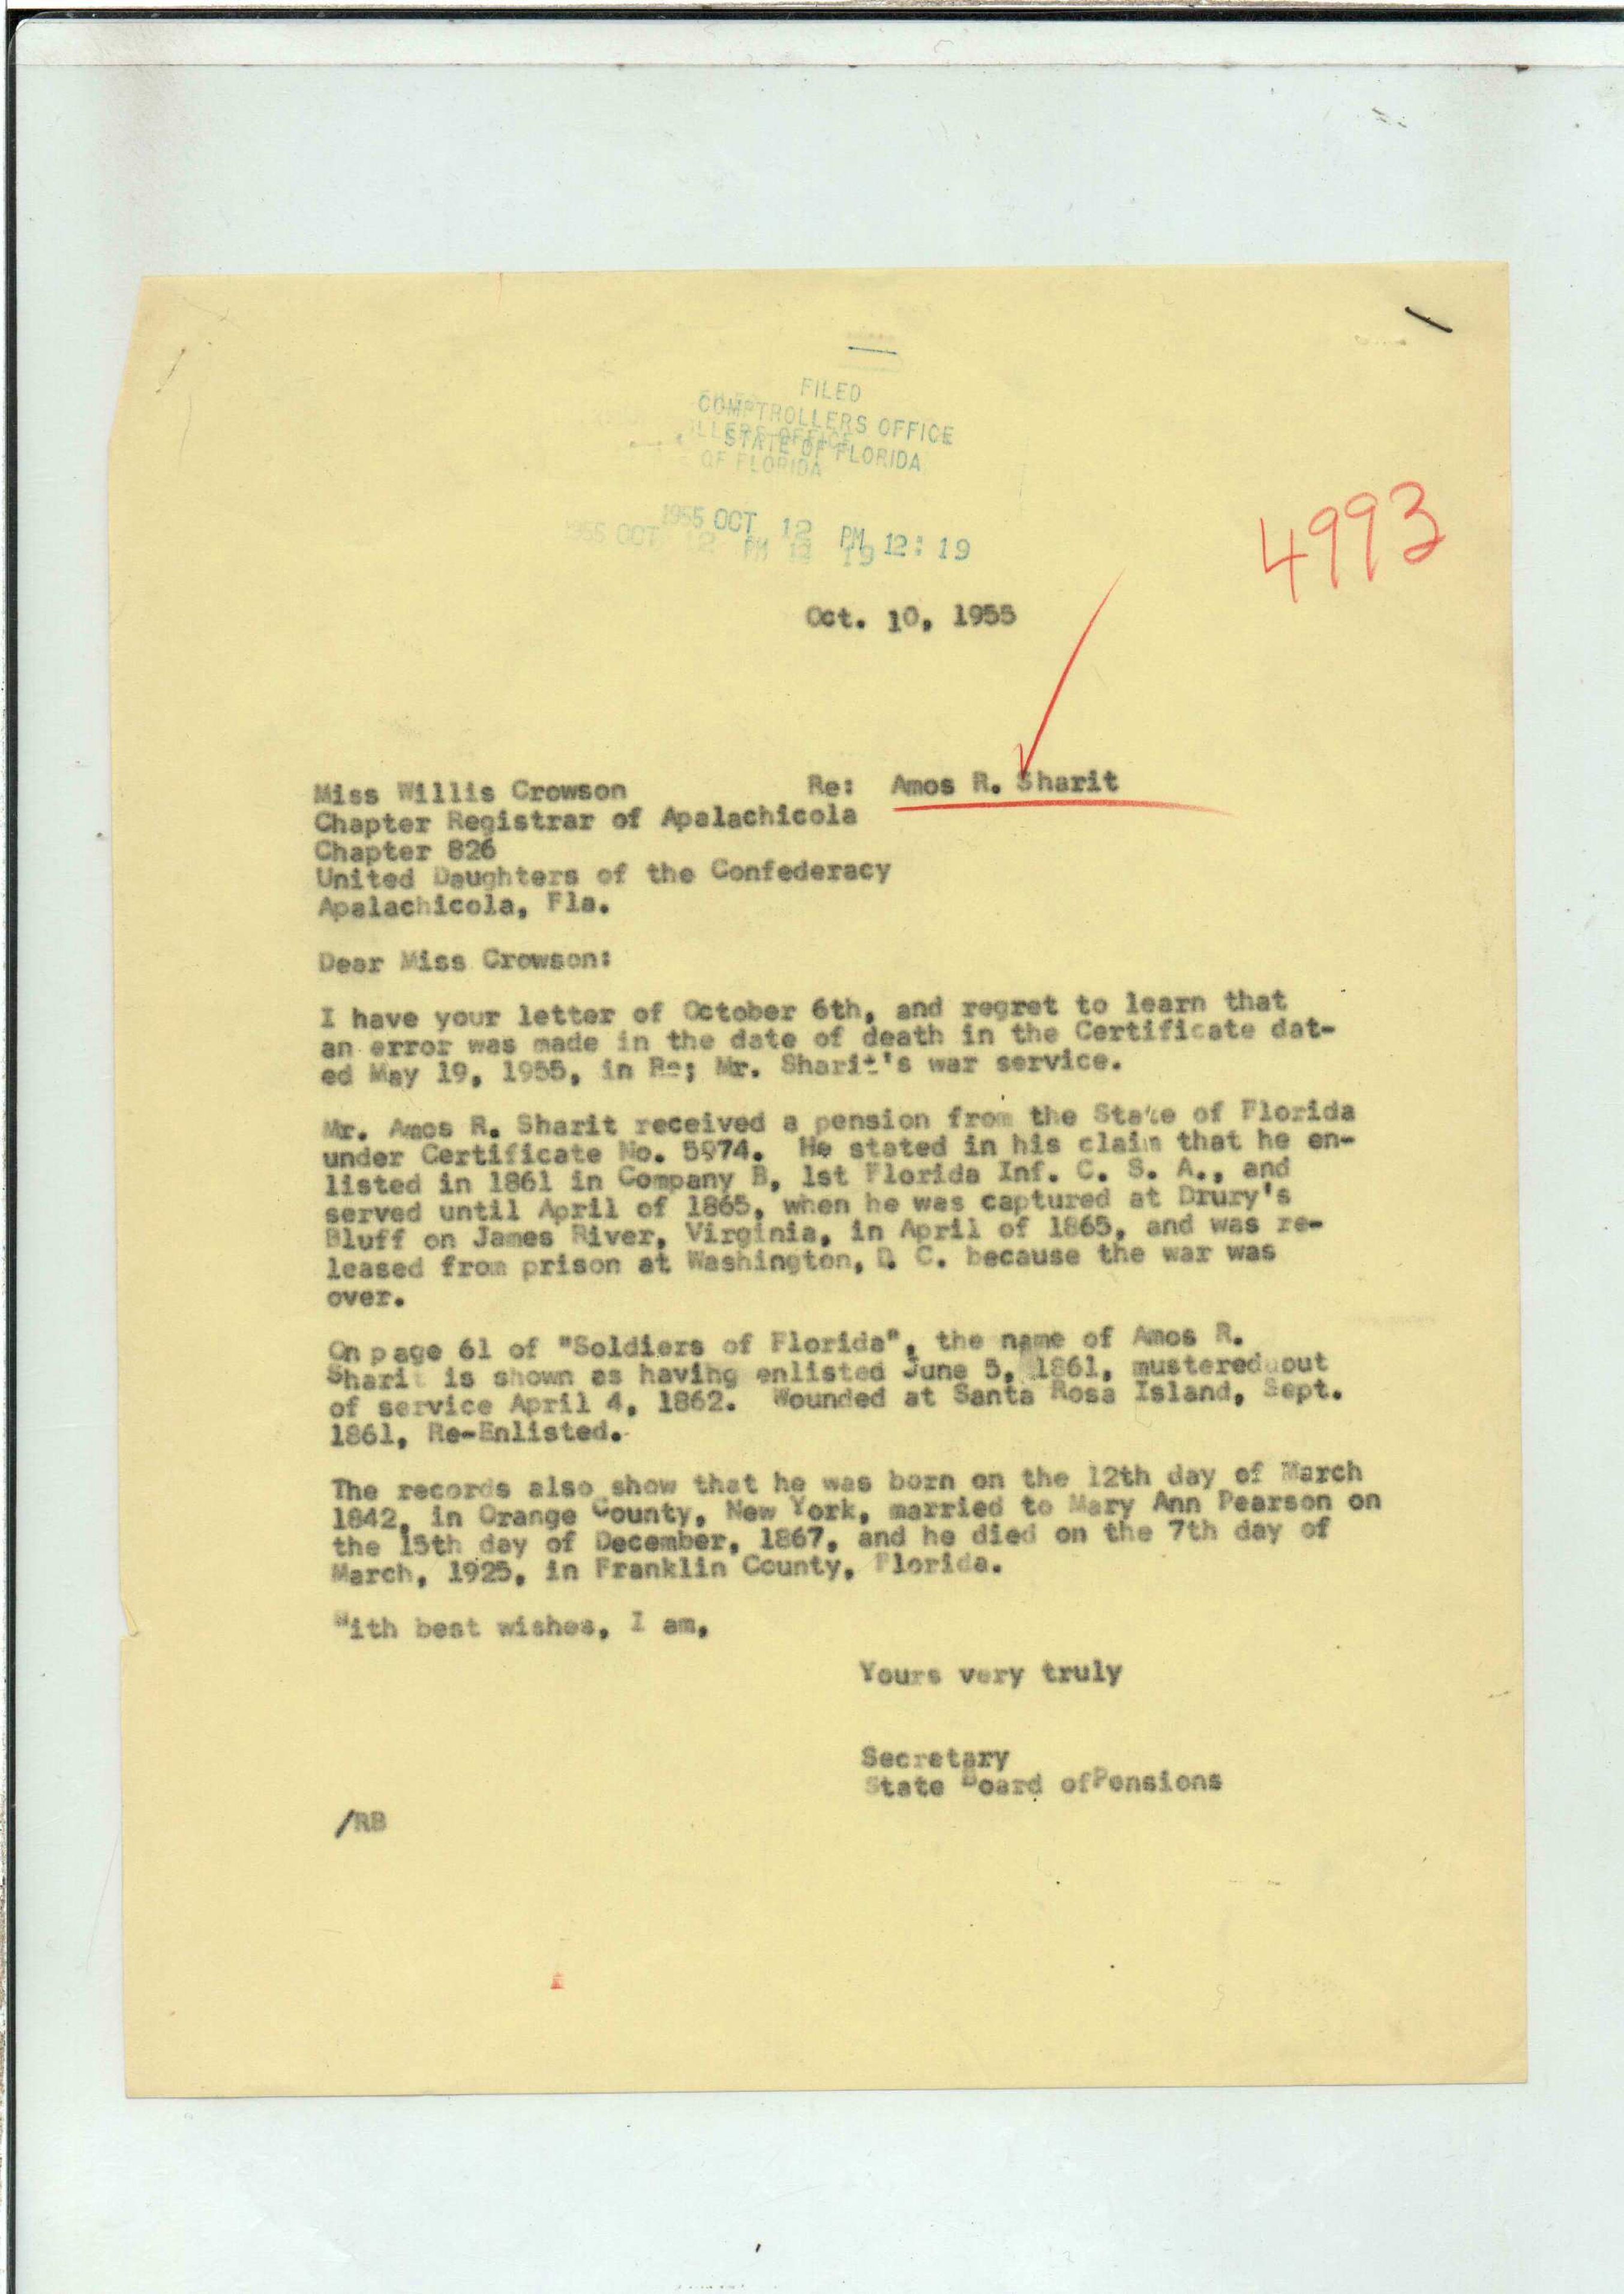 FILED
COMPTROLLERS OFFICE
STATE OF FLORIDA
1955 OCT 12 PM 12:19
4993
Oct. 10, 1955
Miss Willis Crowson Re: Amos R. Sharit
Chapter Registrar of Apalachicola
Chapter 826
United Daughters of the Confederacy
Apalachicola, Fla.
Dear Miss Crowson:
I have your letter of October 6th, and regret to learn that
an error was made in the date of death in the Certificate dat-
ed May 19, 1955, in Re; Mr. Sharit's war service.
Mr. Amos R. Sharit received a pension from the State of Florida
under Certificate No. 5974. He stated in his claim that he en-
listed in 1861 in Company B, 1st Florida Inf. C. S. A., and
served until April of 1865, when he was captured at Drury's
Bluff on James River, Virginia, in April of 1865, and was re-
leased from prison at Washington, D. C. because the war was
over.
On page 61 of "Soldiers of Florida", the name of Amos R.
Sharit is shown as having enlisted June 5, 1861, mustered out
of service April 4, 1862. Wounded at Santa Rosa Island, Sept.
1861, Re-Enlisted.
The records also show that he was born on the 12th day of March
1842, in Orange County, New York, married to Mary Ann Pearson on
the 15th day of December, 1867, and he died on the 7th day of
March, 1925, in Franklin County, Florida.
With best wishes, I am,
Yours very truly
Secretary
State Board ofPensions
/RB